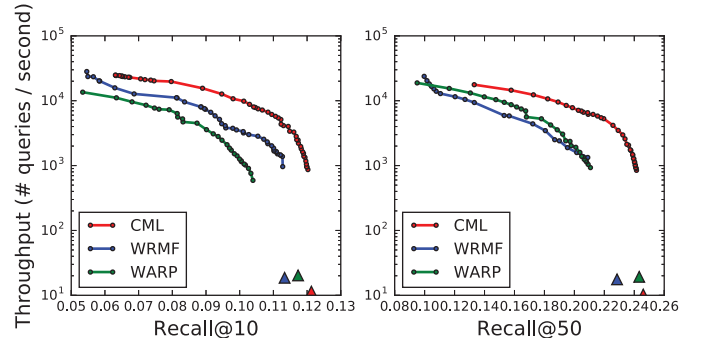 Throughput (# queries / second)
10^5
10^4
10^3
10^2
10^1
CML
WRMF
WARP
0.05 0.06 0.07 0.08 0.09 0.10 0.11 0.12 0.13
Recall@10
10^5
10^4
10^3
10^2
10^1
CML
WRMF
WARP
0.08 0.100 0.120 0.140 0.160 0.180 0.200 0.220 0.240 0.26
Recall@50